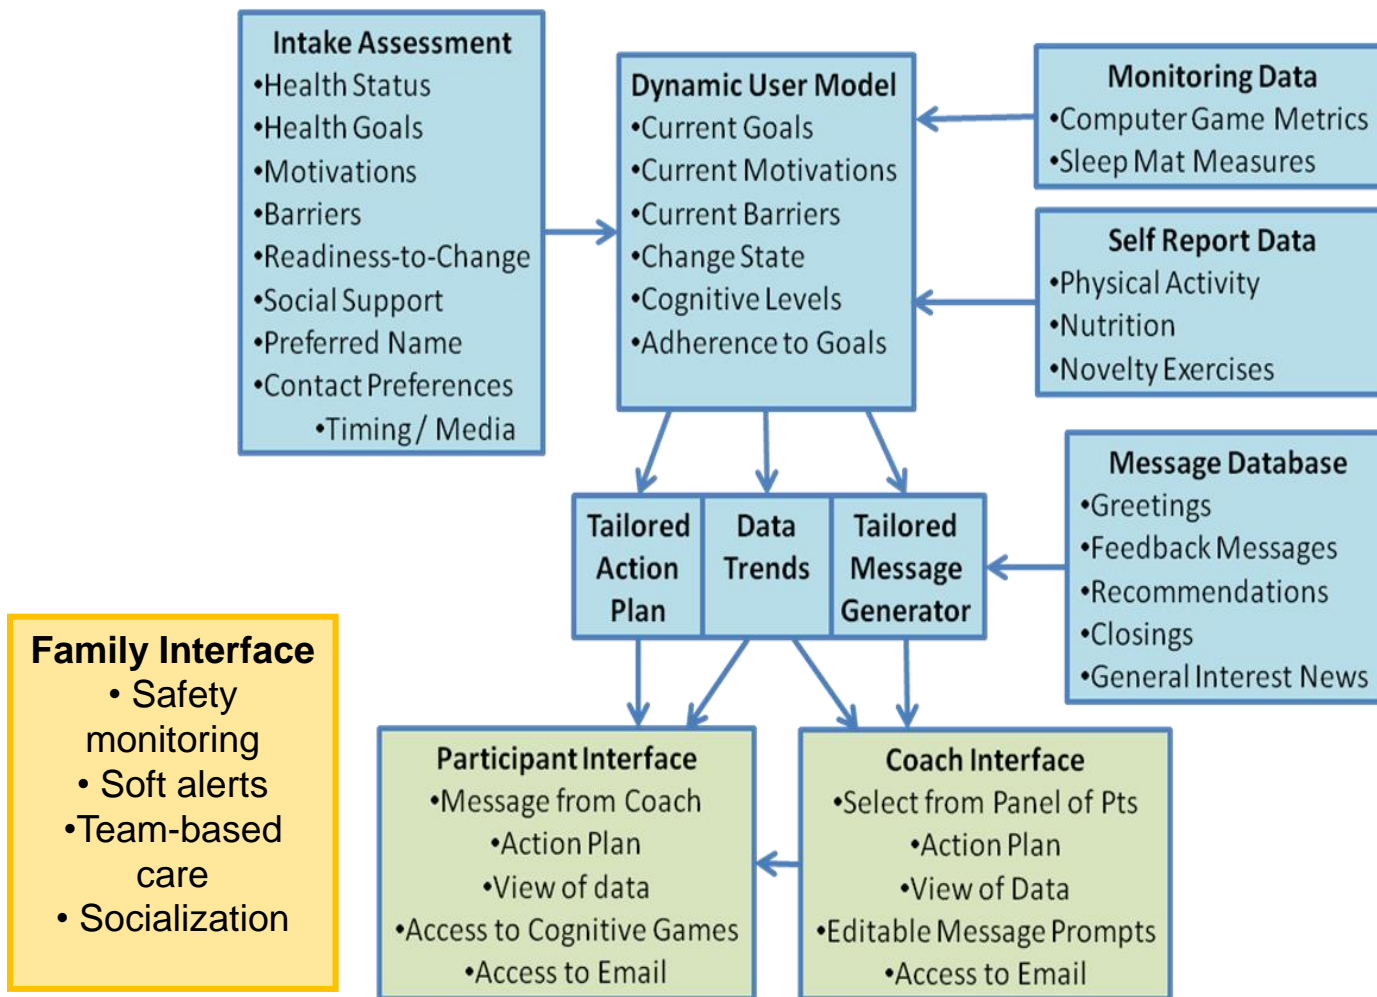 Intake Assessment
•Health Status
•Health Goals
•Motivations
•Barriers
•Readiness-to-Change
•Social Support
•Preferred Name
•Contact Preferences
•Timing / Media
Dynamic User Model
•Current Goals
•Current Motivations
•Current Barriers
•Change State
•Cognitive Levels
•Adherence to Goals
Monitoring Data
•Computer Game Metrics
•Sleep Mat Measures
Self Report Data
•Physical Activity
•Nutrition
•Novelty Exercises
Message Database
•Greetings
•Feedback Messages
•Recommendations
•Closings
•General Interest News
Tailored
Action
Plan
Data
Trends
Tailored
Message
Generator
Family Interface
• Safety
monitoring
• Soft alerts
•Team-based
care
• Socialization
Participant Interface
•Message from Coach
•Action Plan
•View of data
•Access to Cognitive Games
•Access to Email
Coach Interface
•Select from Panel of Pts
•Action Plan
•View of Data
•Editable Message Prompts
•Access to Email